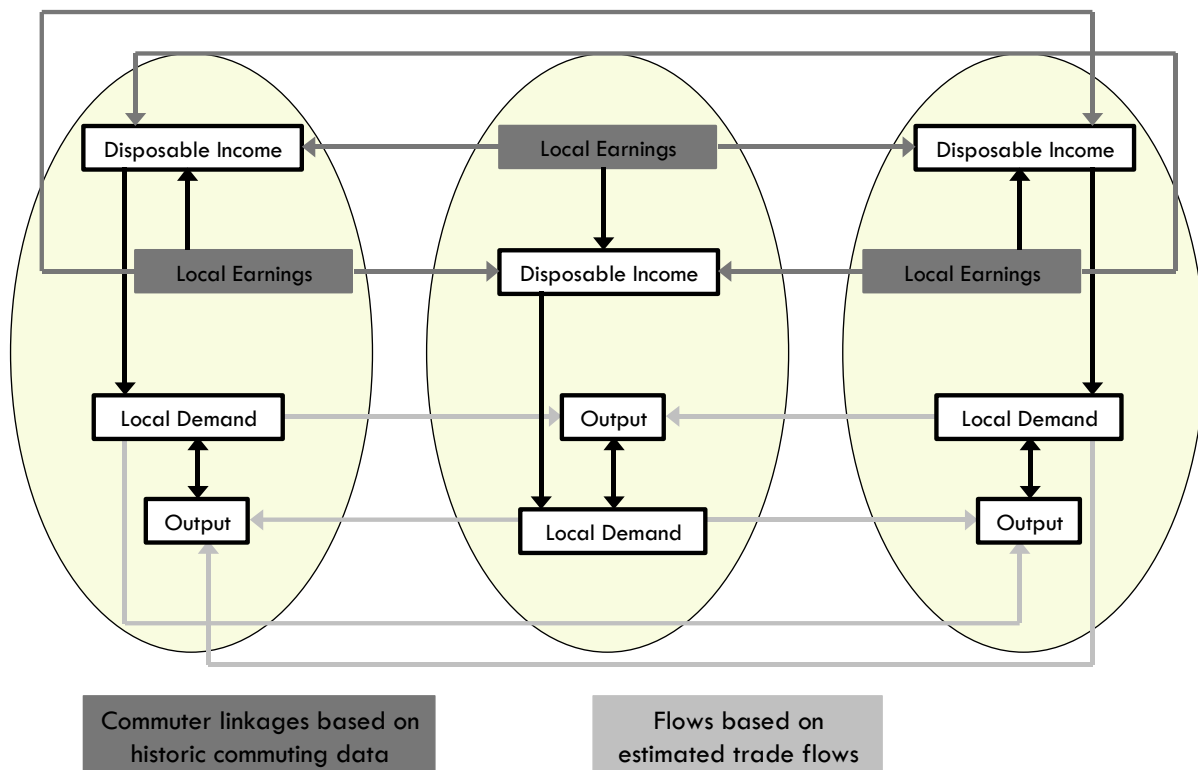 Disposable Income
Local Earnings
Disposable Income
Local Earnings
Disposable Income
Local Earnings
Local Demand
Output
Local Demand
Output
Local Demand
Output
Commuter linkages based on
historic commuting data
Flows based on
estimated trade flows